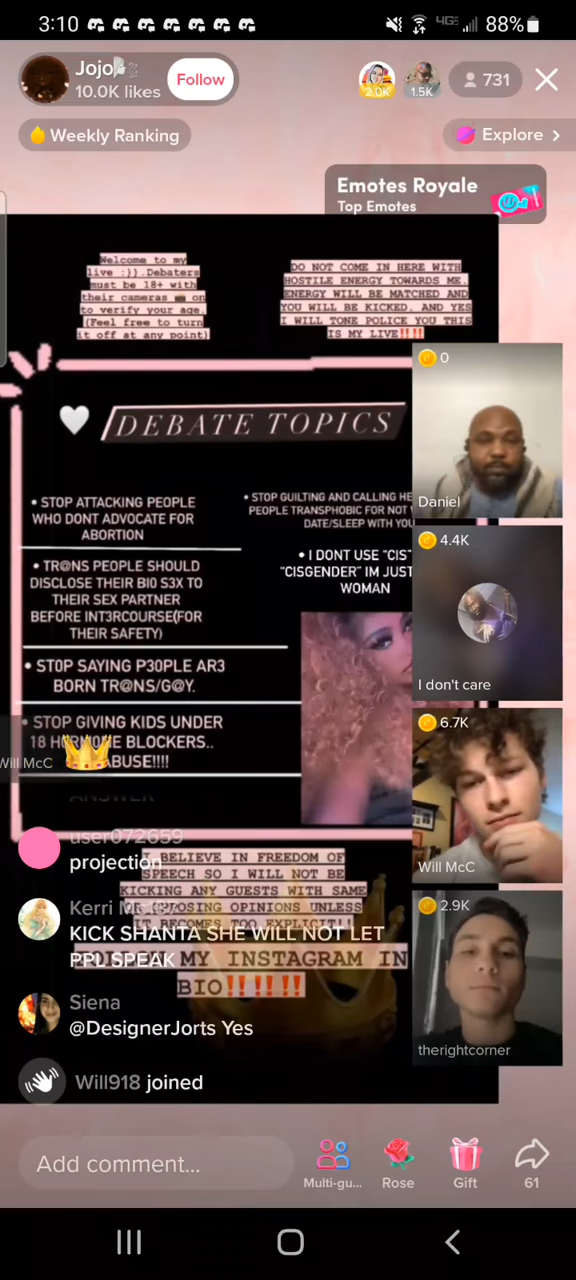 3:10
4GE
88%
Jojo
10.0K likes
Follow
2.0K
1.5K
731
Weekly Ranking
Explore >
Emotes Royale
Top Emotes
Welcome to my
live :)).Debaters
must be 18+ with
their cameras 📷 on
to verify your age.
(Feel free to turn
it off at any point)
DO NOT COME IN HERE WITH
HOSTILE ENERGY TOWARDS ME.
ENERGY WILL BE MATCHED AND
YOU WILL BE KICKED. AND YES
I WILL TONE POLICE YOU THIS
IS MY LIVE‼️‼️
DEBATE TOPICS
• STOP ATTACKING PEOPLE
WHO DONT ADVOCATE FOR
ABORTION
• TR@NS PEOPLE SHOULD
DISCLOSE THEIR BI0 S3X TO
THEIR SEX PARTNER
BEFORE INT3RCOURSE(FOR
THEIR SAFETY)
• ST0P SAYING P30PLE AR3
BORN TR@NS/G@Y.
• STOP GIVING KIDS UNDER
18 BLOCKERS..
ABUSE!!!!
ANSWER
• STOP GUILTING AND CALLING HE
PEOPLE TRANSPHOBIC FOR NOT
DATE/SLEEP WITH YOU
• I DONT USE "CIS"
"CISGENDER" IM JUST
WOMAN
0
Daniel
4.4K
I don't care
6.7K
Will McC
2.9K
therightcorner
Will McC
user072659
projection
BELIEVE IN FREEDOM OF
SPEECH SO I WILL NOT BE
KICKING ANY GUESTS WITH SAME
OR OPPOSING OPINIONS UNLESS
IT BECOMES TOO EXPLICIT!!
MY INSTAGRAM IN
BIO‼️‼️‼️
Kerri
KICK SHANTA SHE WILL NOT LET
PPL SPEAK
Siena
@DesignerJorts Yes
Will918 joined
Add comment...
Multi-gu...
Rose
Gift
61